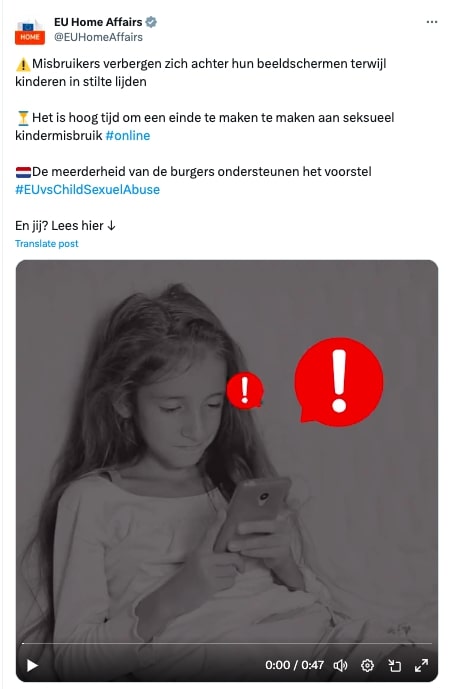 EU Home Affairs
@EUHomeAffairs
HOME
⚠️Misbruikers verbergen zich achter hun beeldschermen terwijl
kinderen in stilte lijden
⏳Het is hoog tijd om een einde te maken te maken aan seksueel
kindermisbruik #online
🇳🇱De meerderheid van de burgers ondersteunen het voorstel
#EUvsChildSexuelAbuse
En jij? Lees hier ↓
Translate post
!
!
0:00 / 0:47